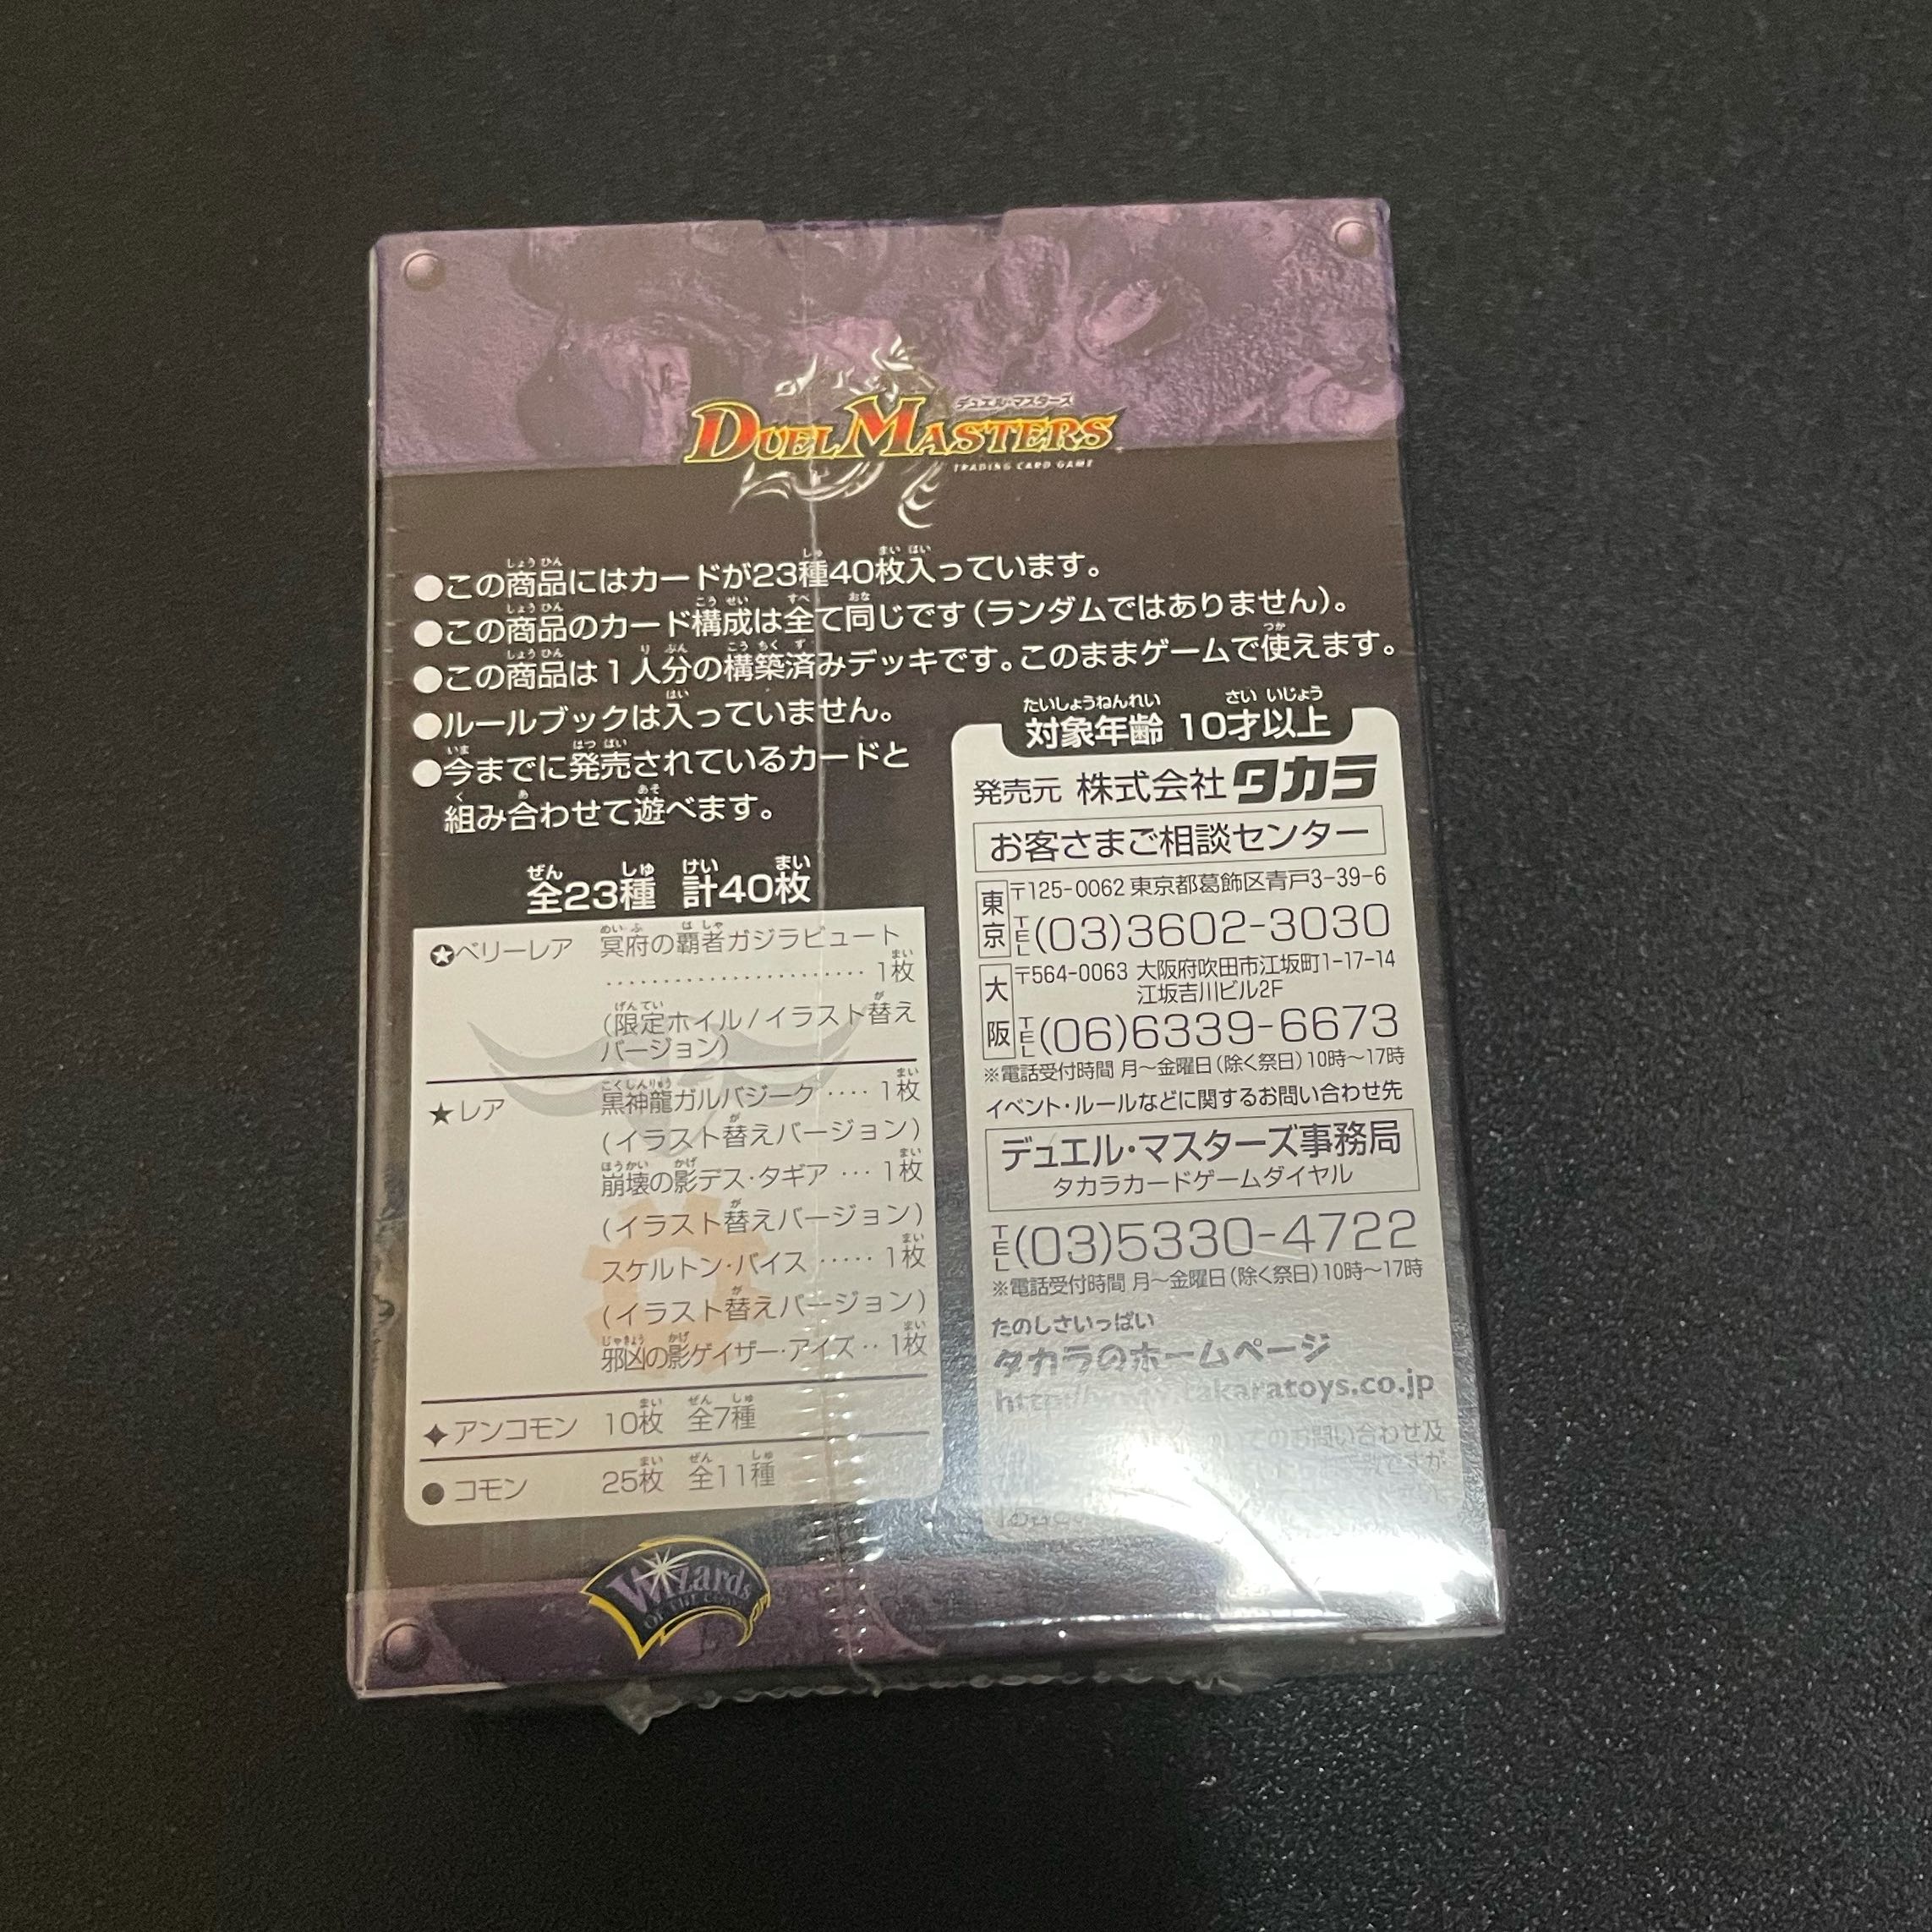 デュエル・マスターズ
DUEL MASTERS
TRADING CARD GAME
●この商品にはカードが23種40枚入っています。
●この商品のカード構成は全て同じです(ランダムではありません)。
●この商品は1人分の構築済みデッキです。このままゲームで使えます。
●ルールブックは入っていません。
●今までに発売されているカードと
組み合わせて遊べます。
全23種 計40枚
ベリーレア 冥府の覇者ガジラビュート
………………… 1枚
(限定ホイル/イラスト替え
バージョン)
★レア 黒神龍ガルバジーク ‥‥ 1枚
(イラスト替えバージョン)
崩壊の影デス・タギア … 1枚
(イラスト替えバージョン)
スケルトン・バイス ‥‥・ 1枚
(イラスト替えバージョン)
邪凶の影ゲイザー・アイズ ‥ 1枚
✦アンコモン 10枚 全7種
●コモン 25枚 全11種
Wizards
OF THE
対象年齢 10才以上
発売元 株式会社タカラ
お客さまご相談センター
東京 〒125-0062 東京都葛飾区青戸3-39-6
TEL(03)3602-3030
大阪 〒564-0063 大阪府吹田市江坂町1-17-14
江坂吉川ビル2F
TEL(06)6339-6673
※電話受付時間 月〜金曜日(除く祭日)10時〜17時
イベント・ルールなどに関するお問い合わせ先
デュエル・マスターズ事務局
タカラカードゲームダイヤル
TEL(03)5330-4722
※電話受付時間 月〜金曜日(除く祭日)10時〜17時
たのしさいっぱい
タカラのホームページ
takaratoys.co.jp
てのお問い合わせ及
ですが